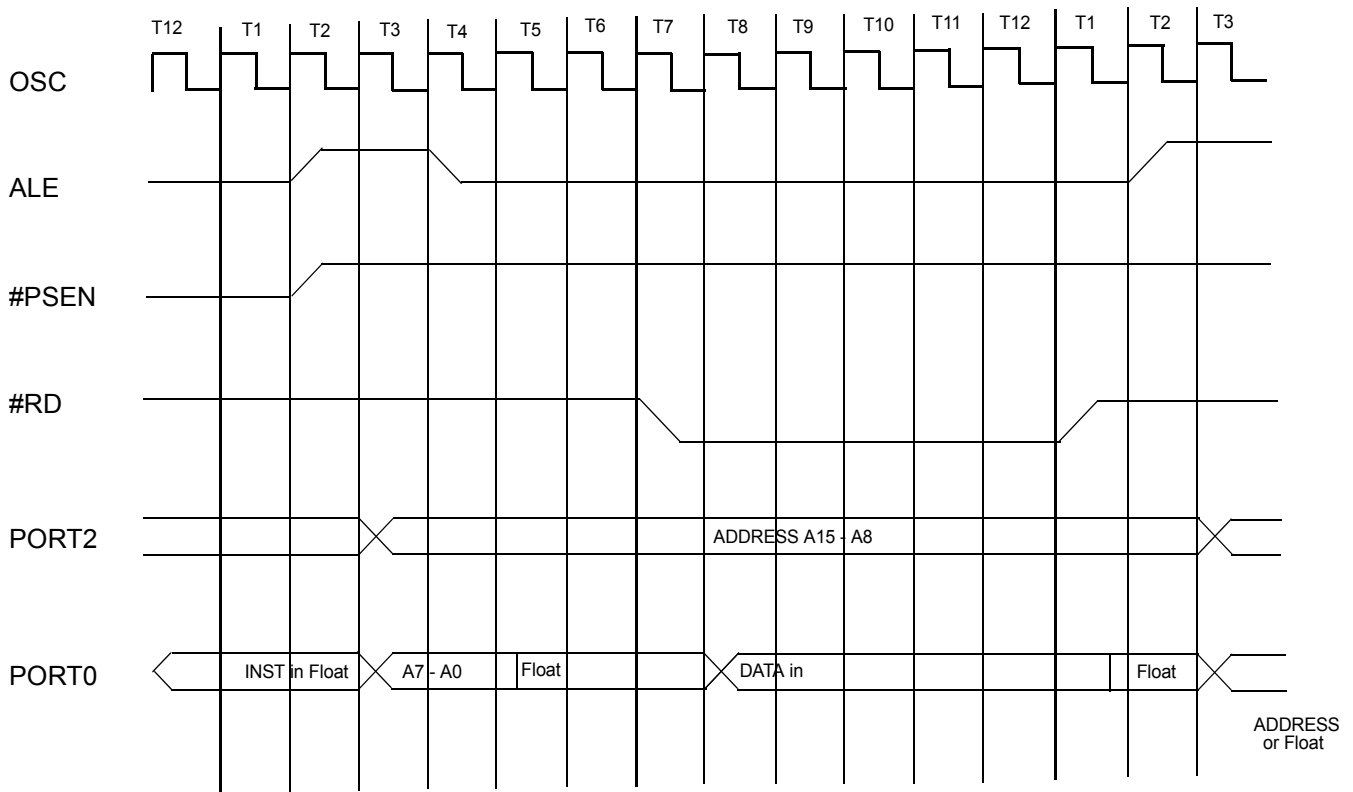 T12 T1 T2 T3 T4 T5 T6 T7 T8 T9 T10 T11 T12 T1 T2 T3
OSC
ALE
#PSEN
#RD
PORT2 ADDRESS A15 - A8
PORT0 INST in Float A7 - A0 Float DATA in Float
ADDRESS
or Float